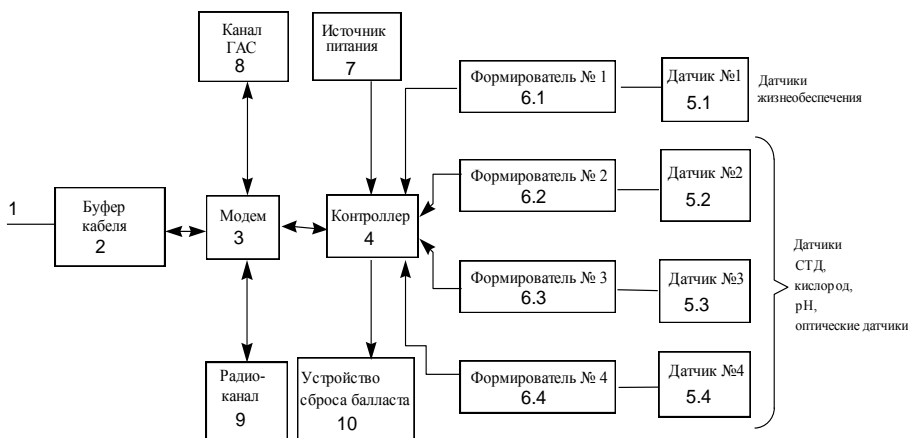 Канал
ГАС
8
Источник
питания
7
Формирователь № 1
6.1
Датчик №1
5.1
Датчики
жизнеобеспечения
Формирователь № 2
6.2
Датчик №2
5.2
1
Буфер
кабеля
2
Модем
3
Контроллер
4
Формирователь № 3
6.3
Датчик №3
5.3
Датчики
СТД,
кислород,
pH,
оптические датчики
Радио-
канал
9
Устройство
сброса балласта
10
Формирователь № 4
6.4
Датчик №4
5.4